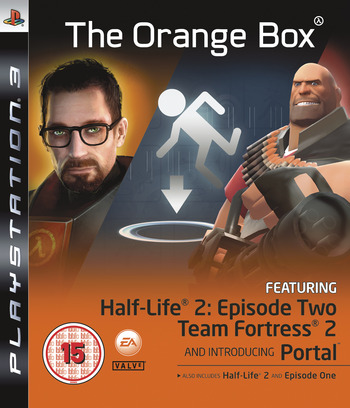 The Orange Box
PLAYSTATION 3
FEATURING
Half-Life® 2: Episode Two
Team Fortress® 2
AND INTRODUCING Portal™
ALSO INCLUDES Half-Life® 2 AND Episode One
15
EA
VALVE®